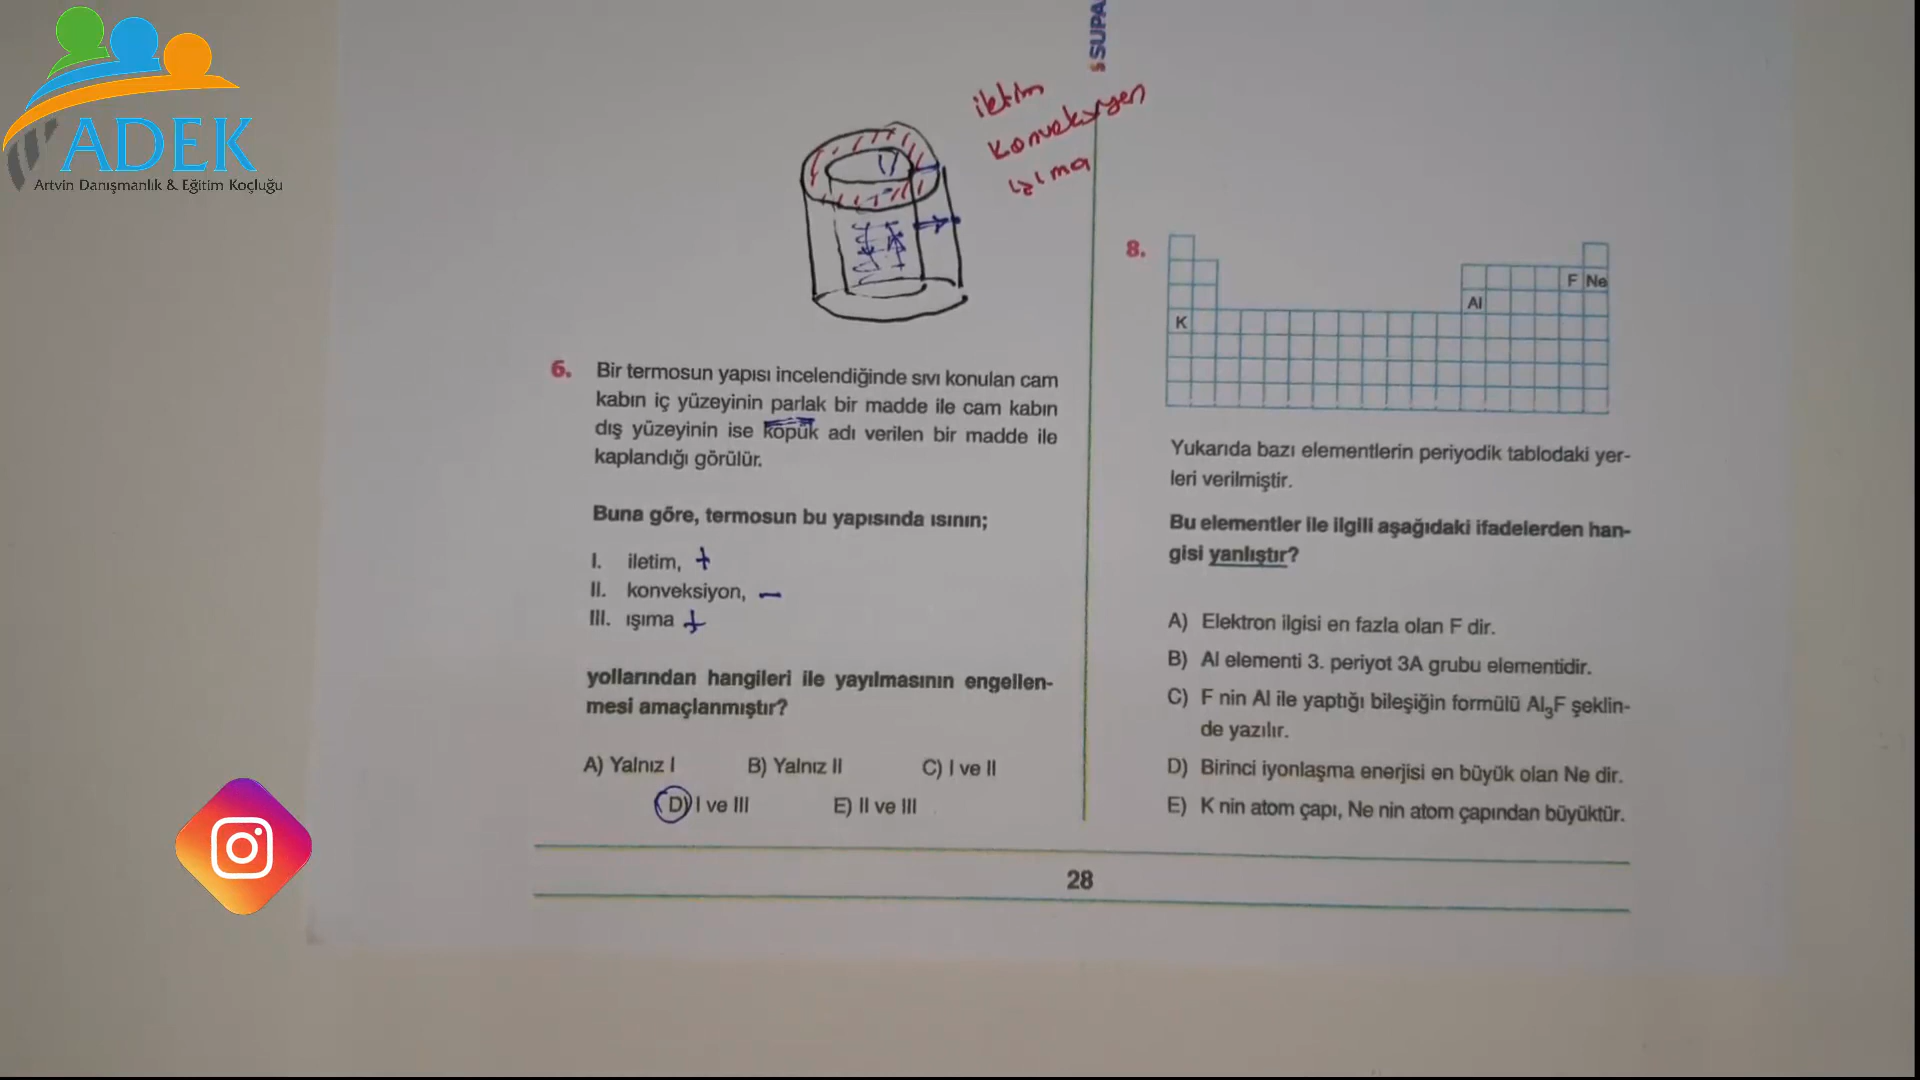 ADEK
Artvin Danışmanlık & Eğitim Koçluğu
SUPA
iletim
konveksiyon
ışıma
6. Bir termosun yapısı incelendiğinde sıvı konulan cam
kabın iç yüzeyinin parlak bir madde ile cam kabın
dış yüzeyinin ise köpük adı verilen bir madde ile
kaplandığı görülür.
Buna göre, termosun bu yapısında ısının;
I. iletim, +
II. konveksiyon, −
III. ışıma +
yollarından hangileri ile yayılmasının engellen-
mesi amaçlanmıştır?
A) Yalnız I B) Yalnız II C) I ve II
D) I ve III E) II ve III
8.
F Ne
Al
K
Yukarıda bazı elementlerin periyodik tablodaki yer-
leri verilmiştir.
Bu elementler ile ilgili aşağıdaki ifadelerden han-
gisi yanlıştır?
A) Elektron ilgisi en fazla olan F dir.
B) Al elementi 3. periyot 3A grubu elementidir.
C) F nin Al ile yaptığı bileşiğin formülü Al₃F şeklin-
de yazılır.
D) Birinci iyonlaşma enerjisi en büyük olan Ne dir.
E) K nin atom çapı, Ne nin atom çapından büyüktür.
28